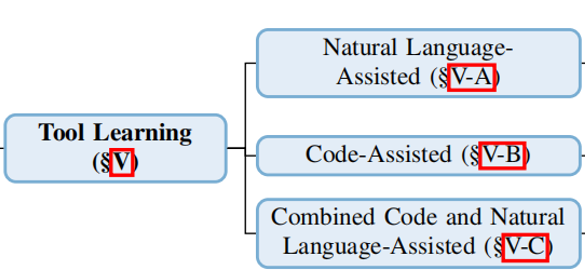 Natural Language-
Assisted (§V-A)
Tool Learning
(§V)
Code-Assisted (§V-B)
Combined Code and Natural
Language-Assisted (§V-C)